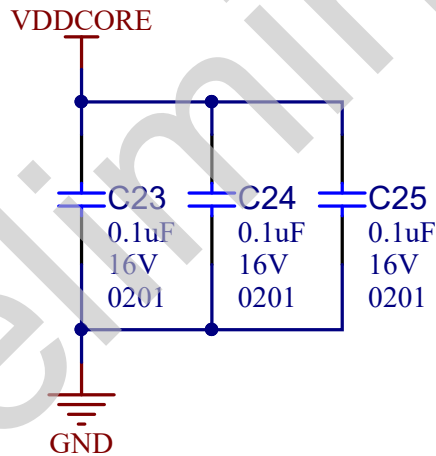 VDDCORE
C23
0.1uF
16V
0201
C24
0.1uF
16V
0201
C25
0.1uF
16V
0201
GND